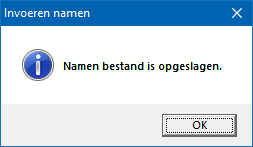 Invoeren namen
Namen bestand is opgeslagen.
OK